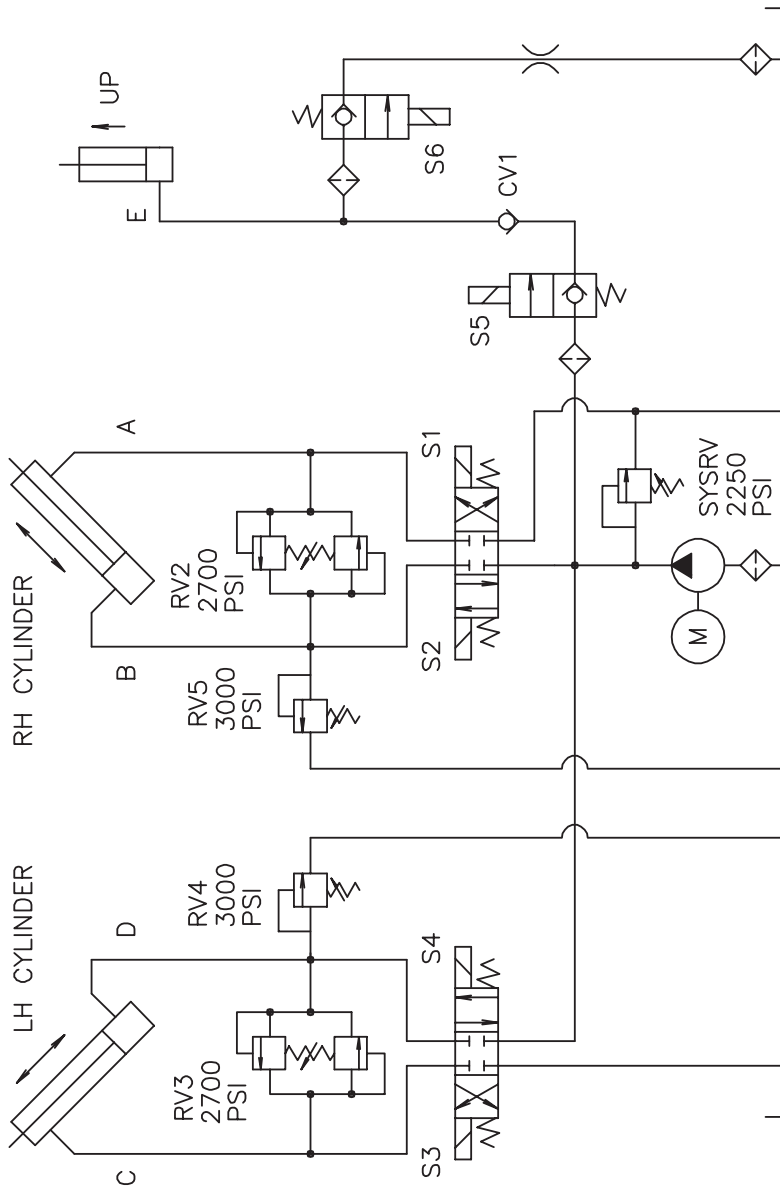 UP
E
S6
CV1
S5
A
RH CYLINDER
B
RV2
2700
PSI
RV5
3000
PSI
S1
S2
SYSRV
2250
PSI
M
LH CYLINDER
D
C
RV4
3000
PSI
RV3
2700
PSI
S4
S3